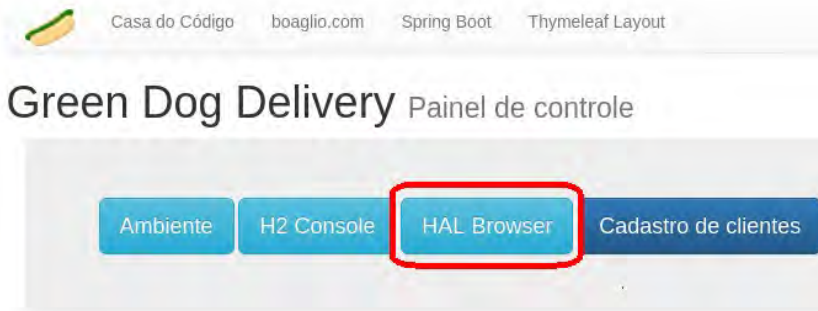 Casa do Código boaglio.com Spring Boot Thymeleaf Layout
Green Dog Delivery Painel de controle
Ambiente H2 Console HAL Browser Cadastro de clientes